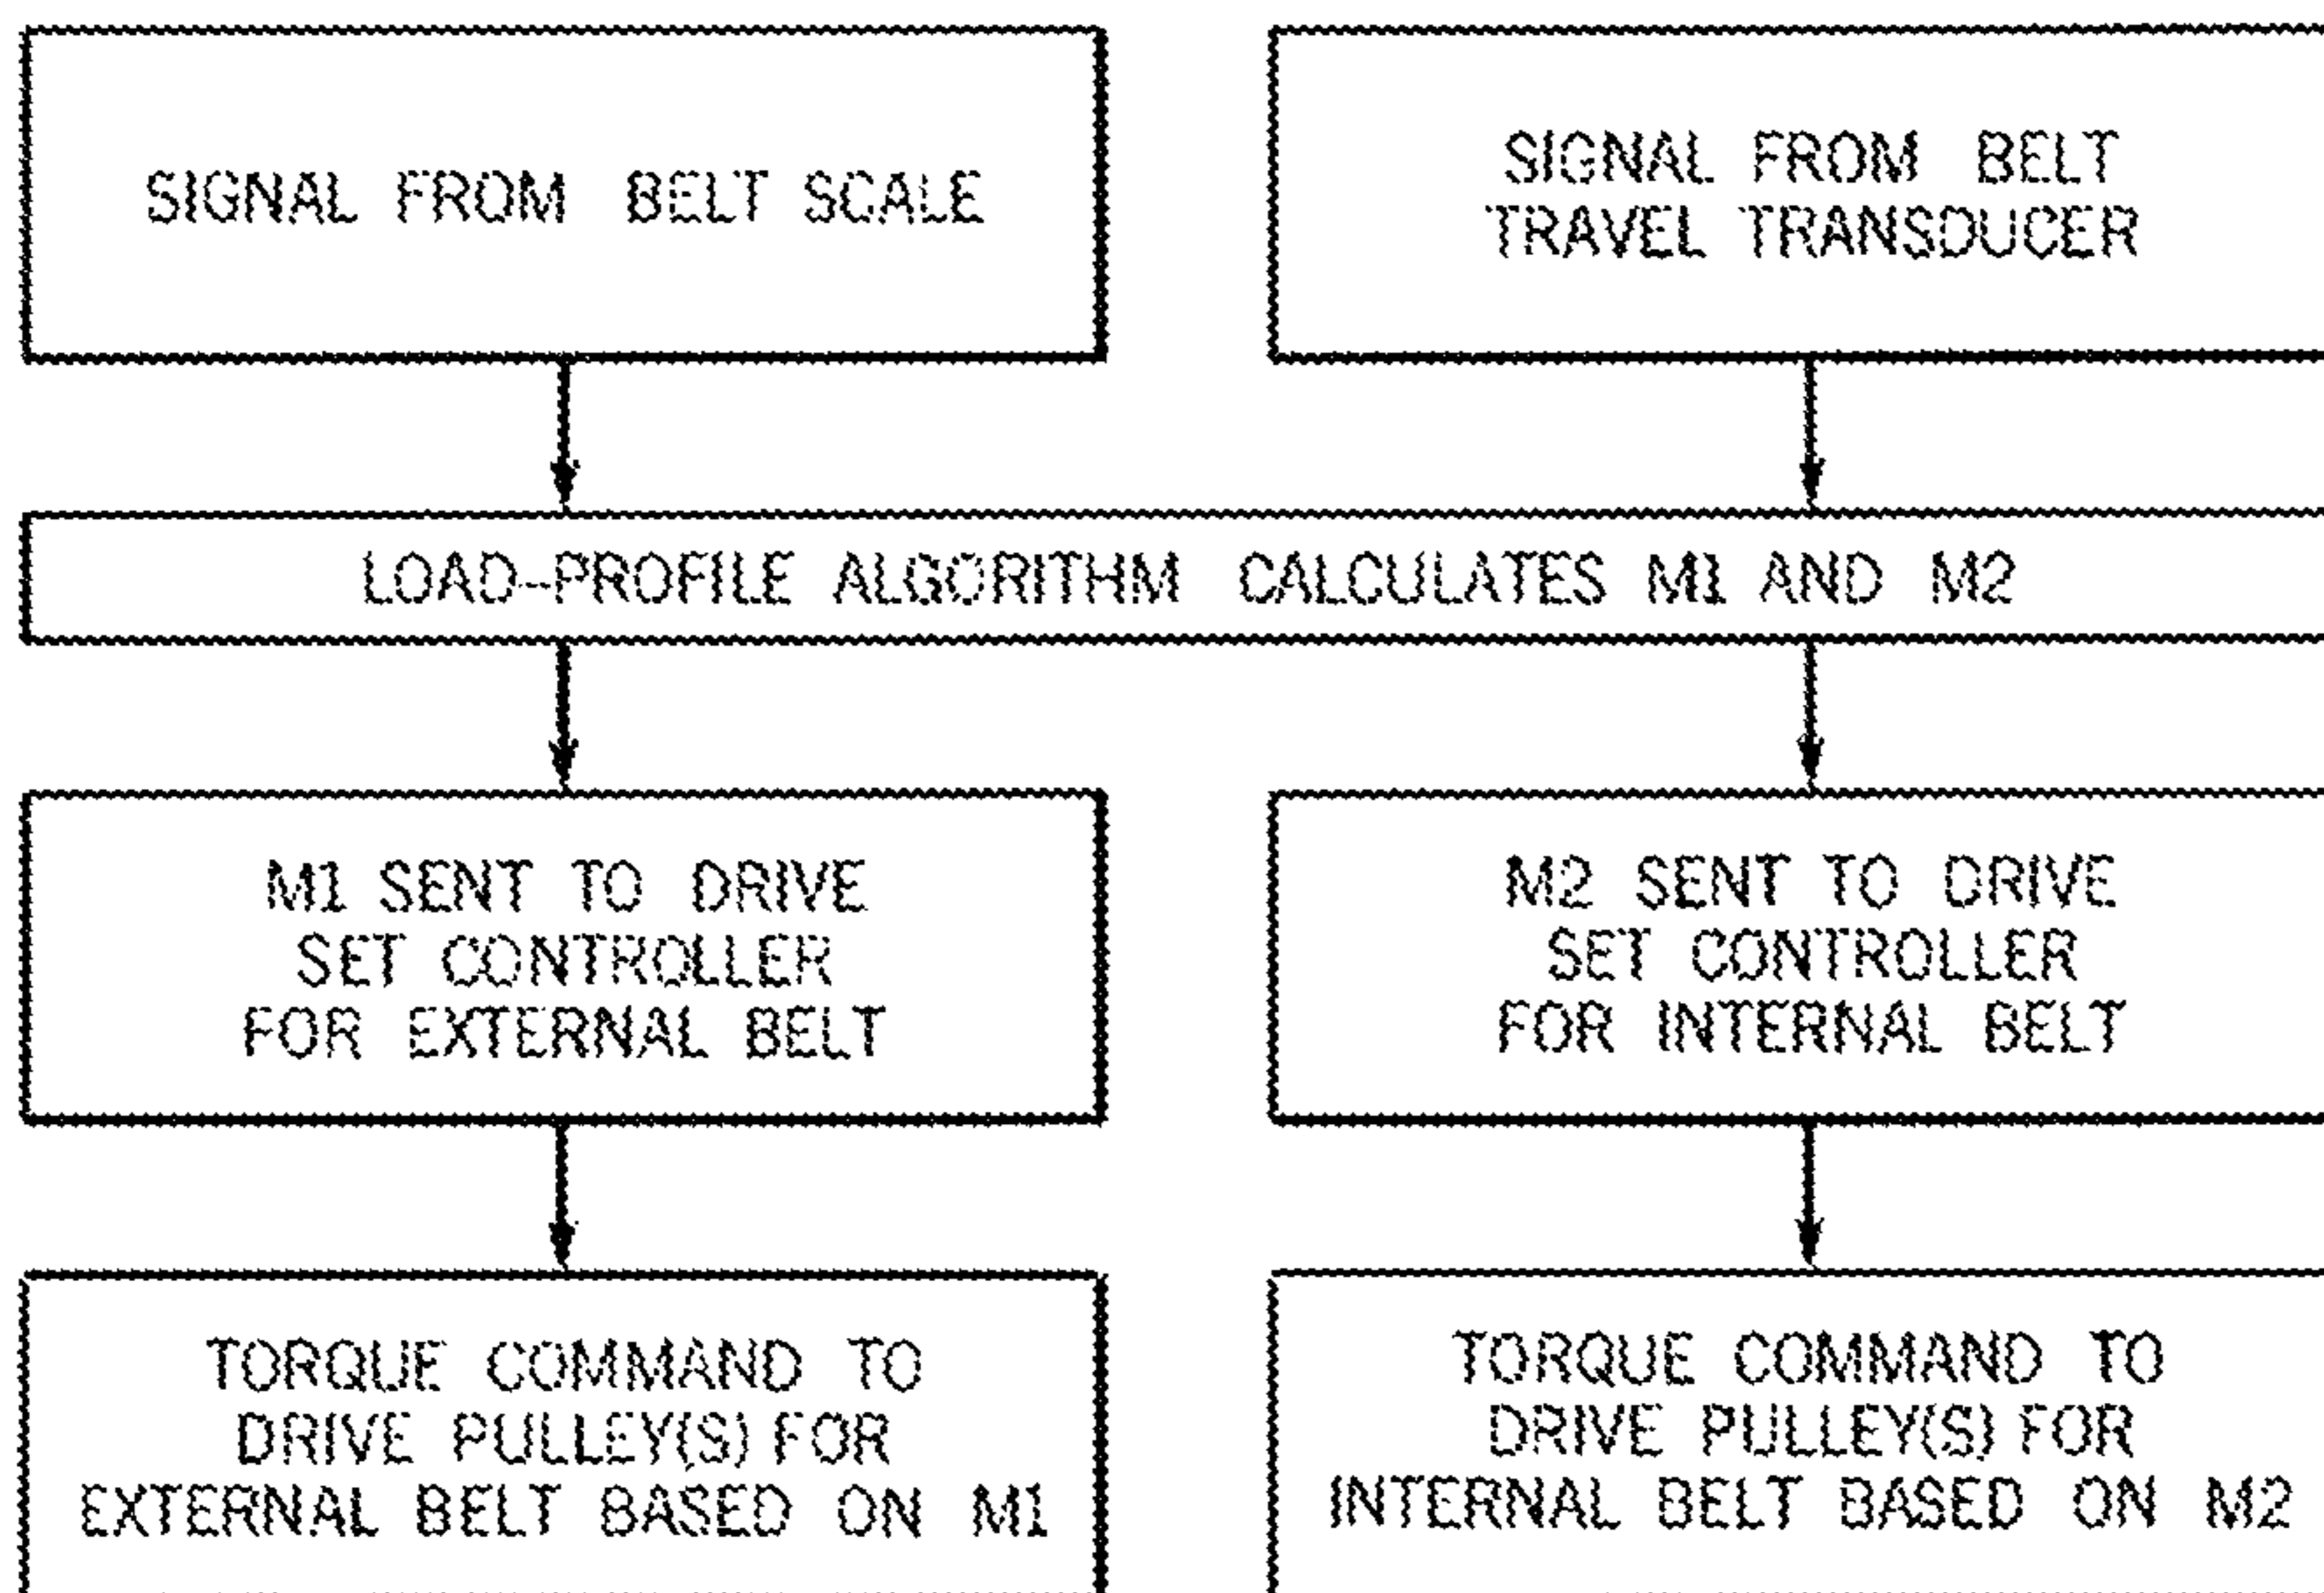 SIGNAL FROM BELT SCALE
SIGNAL FROM BELT
TRAVEL TRANSDUCER
LOAD-PROFILE ALGORITHM CALCULATES M1 AND M2
M1 SENT TO DRIVE
SET CONTROLLER
FOR EXTERNAL BELT
M2 SENT TO DRIVE
SET CONTROLLER
FOR INTERNAL BELT
TORQUE COMMAND TO
DRIVE PULLEY(S) FOR
EXTERNAL BELT BASED ON M1
TORQUE COMMAND TO
DRIVE PULLEY(S) FOR
INTERNAL BELT BASED ON M2